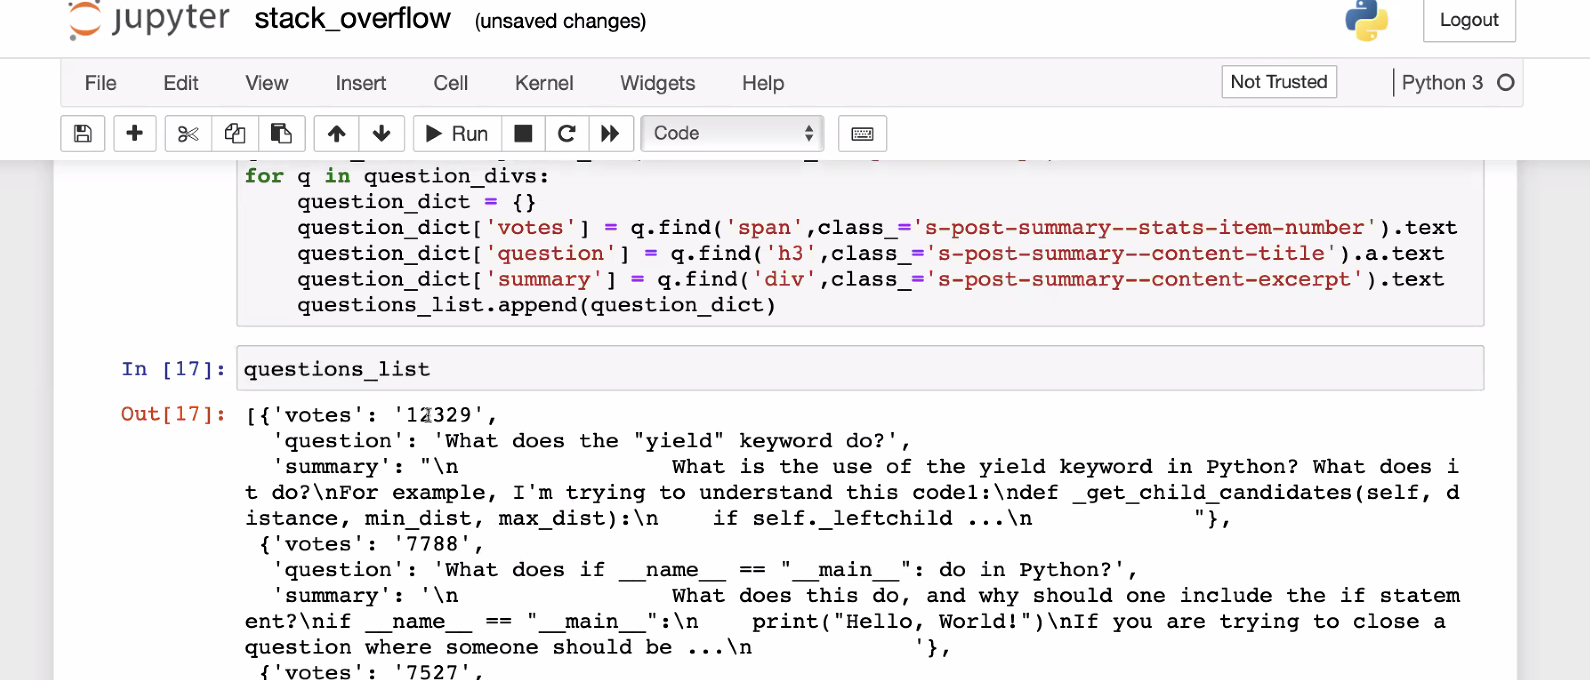 jupyter stack_overflow (unsaved changes) Logout
File Edit View Insert Cell Kernel Widgets Help Not Trusted Python 3
Run Code
for q in question_divs:
    question_dict = {}
    question_dict['votes'] = q.find('span',class_='s-post-summary--stats-item-number').text
    question_dict['question'] = q.find('h3',class_='s-post-summary--content-title').a.text
    question_dict['summary'] = q.find('div',class_='s-post-summary--content-excerpt').text
    questions_list.append(question_dict)
In [17]: questions_list
Out[17]: [{'votes': '12329',
  'question': 'What does the "yield" keyword do?',
  'summary': "\n                What is the use of the yield keyword in Python? What does i
t do?\nFor example, I'm trying to understand this code1:\ndef _get_child_candidates(self, d
istance, min_dist, max_dist):\n    if self._leftchild ...\n            "},
 {'votes': '7788',
  'question': 'What does if __name__ == "__main__": do in Python?',
  'summary': '\n                What does this do, and why should one include the if statem
ent?\nif __name__ == "__main__":\n    print("Hello, World!")\nIf you are trying to close a
question where someone should be ...\n            '},
 {'votes': '7527',